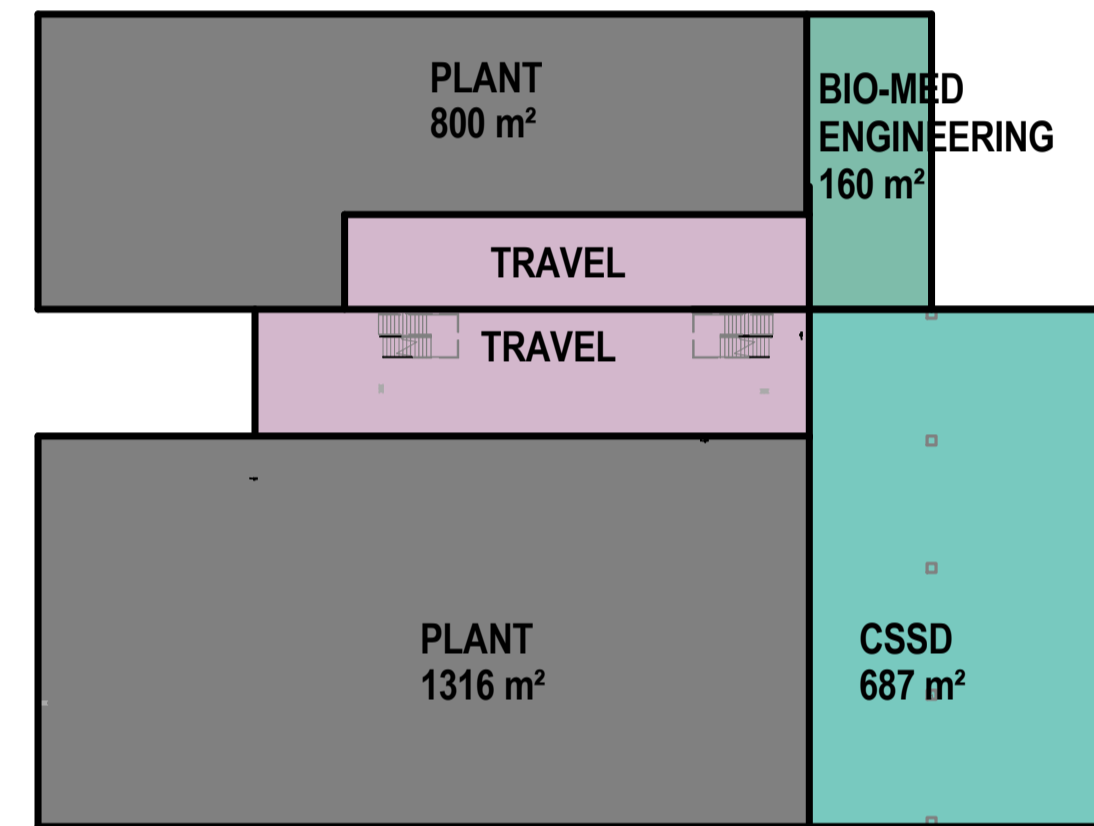 PLANT
800 m²
BIO-MED
ENGINEERING
160 m²
TRAVEL
TRAVEL
PLANT
1316 m²
CSSD
687 m²